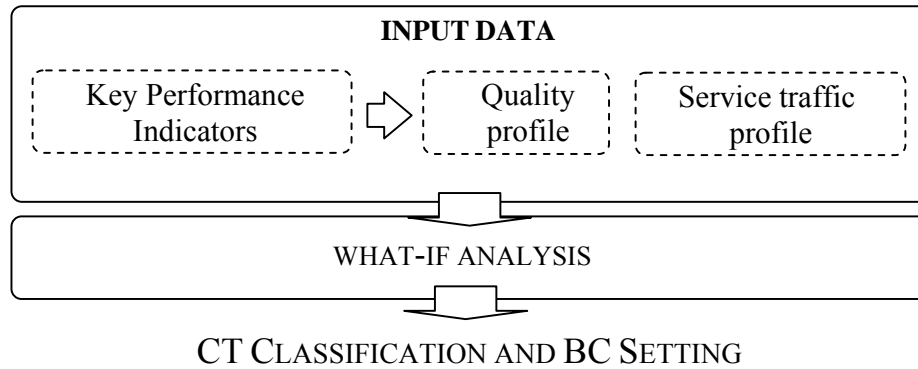 INPUT DATA
Key Performance
Indicators
Quality
profile
Service traffic
profile
WHAT-IF ANALYSIS
CT CLASSIFICATION AND BC SETTING